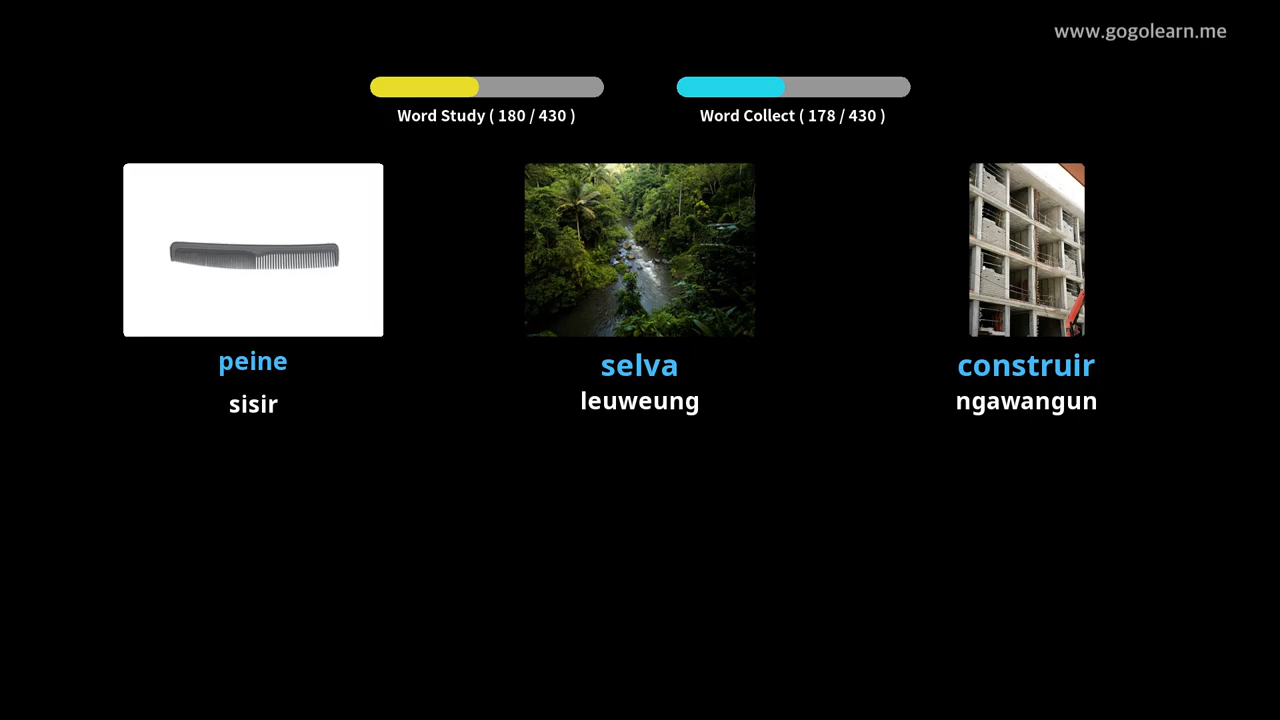 www.gogolearn.me
Word Study ( 180 / 430 )
Word Collect ( 178 / 430 )
peine
selva
construir
sisir
leuweung
ngawangun